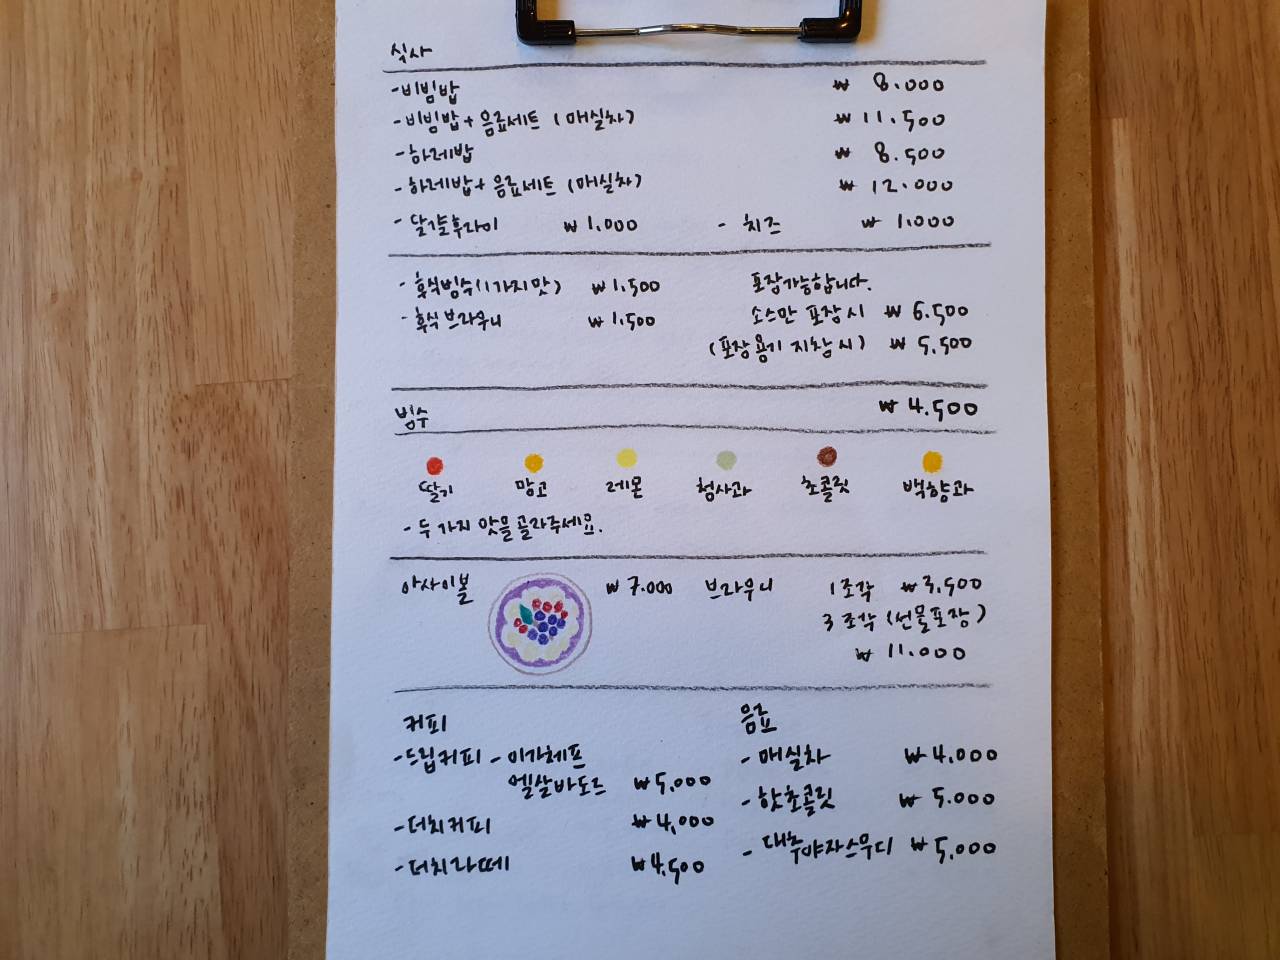 식사
-비빔밥 ₩ 8.000
-비빔밥+음료세트 (매실차) ₩ 11.500
-하레밥 ₩ 8.500
-하레밥+음료세트 (매실차) ₩ 12.000
-달걀후라이 ₩ 1.000 - 치즈 ₩ 1.000
-후식빙수(1가지맛) ₩ 1.500 포장가능합니다.
-후식 브라우니 ₩ 1.500 소스만 포장시 ₩ 6.500
(포장용기 지참시) ₩ 5.500
빙수 ₩ 4.500
딸기 망고 레몬 청사과 초콜릿 백향과
- 두가지 맛을 골라주세요.
아사이볼 ₩ 7.000 브라우니 1조각 ₩3,500
3조각 (선물포장)
₩ 11.000
커피 음료
-드립커피 - 이가체프 -매실차 ₩4.000
엘살바도르 ₩5,000
-핫초콜릿 ₩ 5.000
-더치커피 ₩4,000
-더치라떼 ₩4,500 - 대추야자스무디 ₩5,000